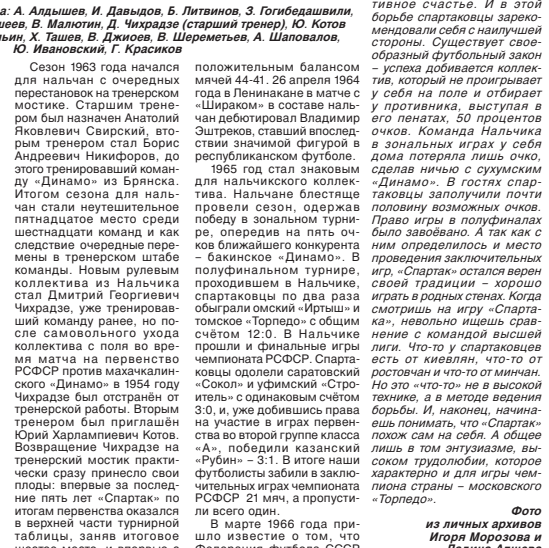 а: А. Алдышев, И. Давыдов, Б. Литвинов, З. Гогибедашвили,
шеев, В. Малютин, Д. Чихрадзе (старший тренер), Ю. Котов
ьин, Х. Ташев, В. Джиоев, В. Шереметьев, А. Шаповалов,
Ю. Ивановский, Г. Красиков
Сезон 1963 года начался
для нальчан с очередных
перестановок на тренерском
мостике. Старшим трене-
ром был назначен Анатолий
Яковлевич Свирский, вто-
рым тренером стал Борис
Андреевич Никифоров, до
этого тренировавший коман-
ду «Динамо» из Брянска.
Итогом сезона для наль-
чан стали неутешительное
пятнадцатое место среди
шестнадцати команд и как
следствие очередные пере-
мены в тренерском штабе
команды. Новым рулевым
коллектива из Нальчика
стал Дмитрий Георгиевич
Чихрадзе, уже тренировав-
ший команду ранее, но по-
сле самовольного ухода
коллектива с поля во вре-
мя матча на первенство
РСФСР против махачкалин-
ского «Динамо» в 1954 году
Чихрадзе был отстранён от
тренерской работы. Вторым
тренером был приглашён
Юрий Харлампиевич Котов.
Возвращение Чихрадзе на
тренерский мостик практи-
чески сразу принесло свои
плоды: впервые за послед-
ние пять лет «Спартак» по
итогам первенства оказался
в верхней части турнирной
таблицы, заняв итоговое
положительным балансом
мячей 44-41. 26 апреля 1964
года в Ленинакане в матче с
«Шираком» в составе наль-
чан дебютировал Владимир
Эштреков, ставший впослед-
ствии значимой фигурой в
республиканском футболе.
1965 год стал знаковым
для нальчикского коллек-
тива. Нальчане блестяще
провели сезон, одержав
победу в зональном турни-
ре, опередив на пять оч-
ков ближайшего конкурента
– бакинское «Динамо». В
полуфинальном турнире,
проходившем в Нальчике,
спартаковцы по два раза
обыграли омский «Иртыш» и
томское «Торпедо» с общим
счётом 12:0. В Нальчике
прошли и финальные игры
чемпионата РСФСР. Спарта-
ковцы одолели саратовский
«Сокол» и уфимский «Стро-
итель» с одинаковым счётом
3:0, и, уже добившись права
на участие в играх первен-
ства во второй группе класса
«А», победили казанский
«Рубин» – 3:1. В итоге наши
футболисты забили в заклю-
чительных играх чемпионата
РСФСР 21 мяч, а пропусти-
ли всего один.
В марте 1966 года при-
шло известие о том, что
тивное счастье. И в этой
борьбе спартаковцы зареко-
мендовали себя с наилучшей
стороны. Существует свое-
образный футбольный закон
– успеха добивается коллек-
тив, который не проигрывает
у себя на поле и отбирает
у противника, выступая в
его пенатах, 50 процентов
очков. Команда Нальчика
в зональных играх у себя
дома потеряла лишь очко,
сделав ничью с сухумским
«Динамо». В гостях спар-
таковцы заполучили почти
половину возможных очков.
Право игры в полуфиналах
было завоёвано. А так как с
ним определилось и место
проведения заключительных
игр, «Спартак» остался верен
своей традиции – хорошо
играть в родных стенах. Когда
смотришь на игру «Спарта-
ка», невольно ищешь срав-
нение с командой высшей
лиги. Что-то у спартаковцев
есть от киевлян, что-то от
ростовчан и что-то от минчан.
Но это «что-то» не в высокой
технике, а в методе ведения
борьбы. И, наконец, начина-
ешь понимать, что «Спартак»
похож сам на себя. А общее
лишь в том энтузиазме, вы-
соком трудолюбии, которое
характерно и для игры чем-
пиона страны – московского
«Торпедо».
Фото
из личных архивов
Игоря Морозова и